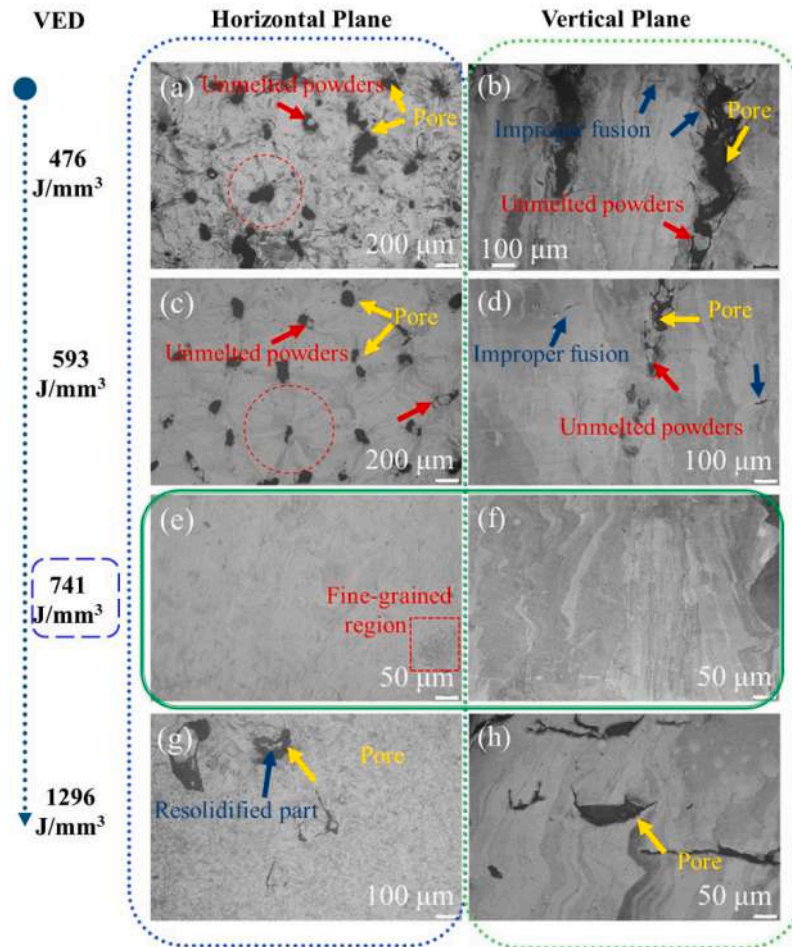 VED
Horizontal Plane
Vertical Plane
476
J/mm³
(a)
Unmelted powders
Pore
200 μm
(b)
Improper fusion
Pore
Unmelted powders
100 μm
593
J/mm³
(c)
Pore
Unmelted powders
200 μm
(d)
Pore
Improper fusion
Unmelted powders
100 μm
741
J/mm³
(e)
Fine-grained
region
50 μm
(f)
50 μm
1296
J/mm³
(g)
Pore
Resolidified part
100 μm
(h)
Pore
50 μm